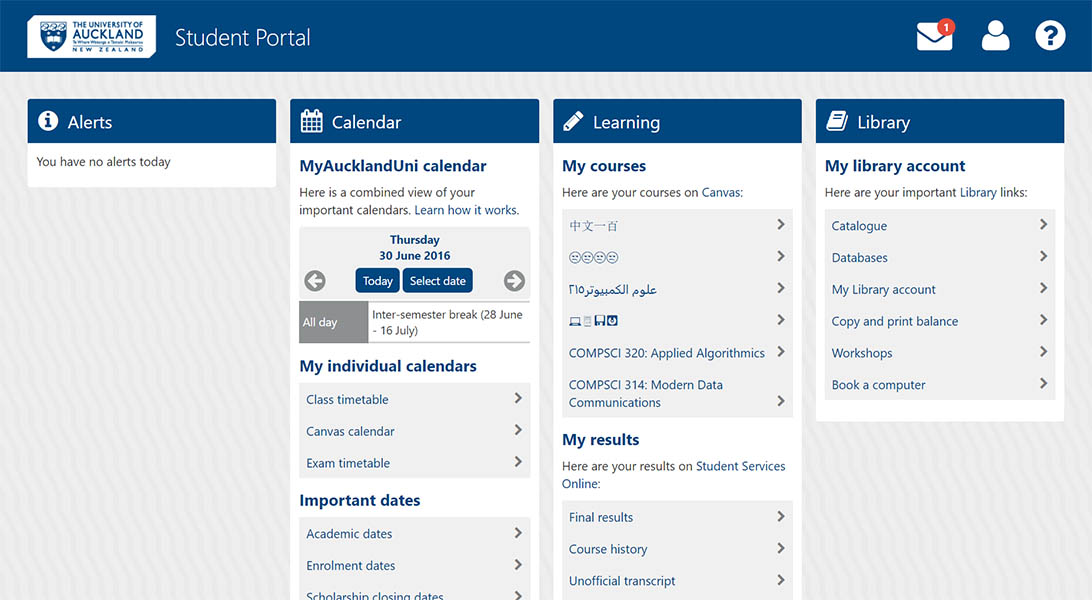 THE UNIVERSITY OF
AUCKLAND
Te Whare Wānanga o Tāmaki Makaurau
NEW ZEALAND
Student Portal
1
?
Alerts
You have no alerts today
Calendar
MyAucklandUni calendar
Here is a combined view of your
important calendars. Learn how it works.
Thursday
30 June 2016
Today
Select date
All day
Inter-semester break (28 June
- 16 July)
My individual calendars
Class timetable
Canvas calendar
Exam timetable
Important dates
Academic dates
Enrolment dates
Scholarship closing dates
Learning
My courses
Here are your courses on Canvas:
中文一百
علوم الكمبيوتر٢١٥
COMPSCI 320: Applied Algorithmics
COMPSCI 314: Modern Data
Communications
My results
Here are your results on Student Services
Online:
Final results
Course history
Unofficial transcript
Library
My library account
Here are your important Library links:
Catalogue
Databases
My Library account
Copy and print balance
Workshops
Book a computer